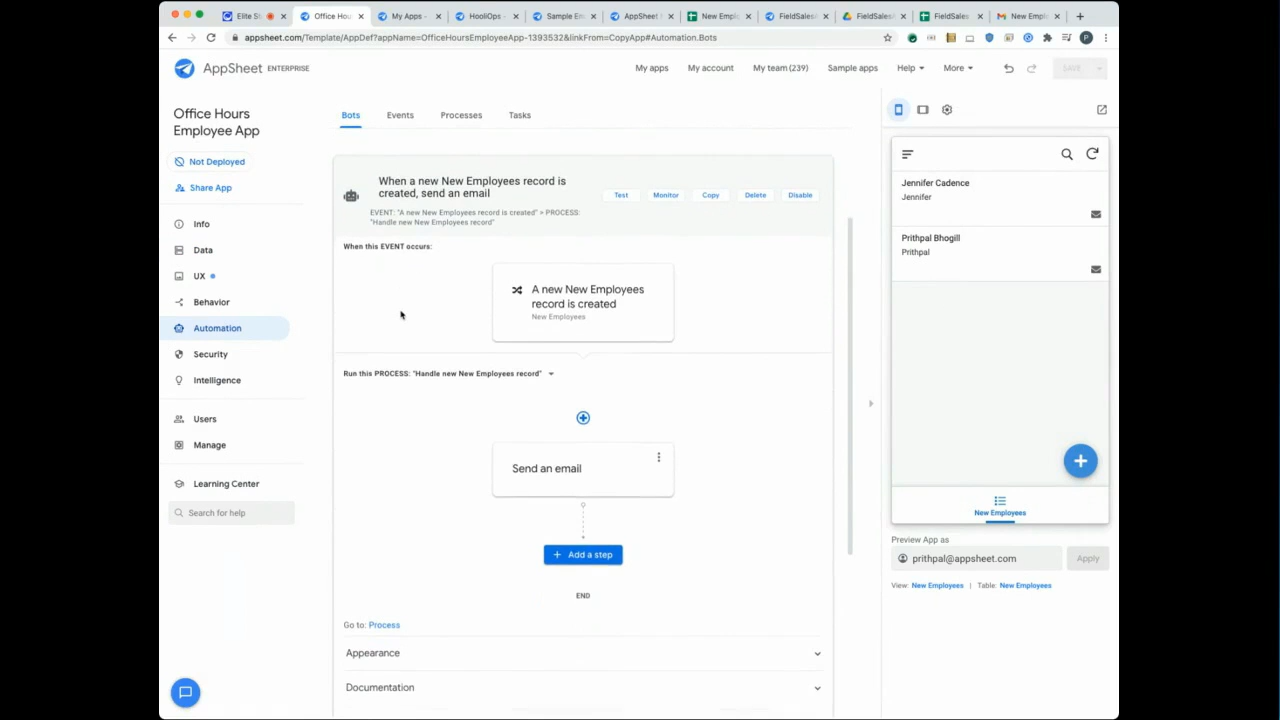 Elite S
Office Hours
My Apps -
HooliOps -
Sample Em
AppSheet
New Emplo
FieldSales
FieldSales
FieldSales
New Emplo
appsheet.com/Template/AppDef?appName=OfficeHoursEmployeeApp-1393532&linkFrom=CopyApp#Automation.Bots
AppSheet ENTERPRISE
My apps
My account
My team (239)
Sample apps
Help
More
SAVE
Office Hours
Employee App
Not Deployed
Share App
Info
Data
UX
Behavior
Automation
Security
Intelligence
Users
Manage
Learning Center
Search for help
Bots
Events
Processes
Tasks
When a new New Employees record is
created, send an email
EVENT: "A new New Employees record is created" > PROCESS:
"Handle new New Employees record"
Test
Monitor
Copy
Delete
Disable
When this EVENT occurs:
A new New Employees
record is created
New Employees
Run this PROCESS: "Handle new New Employees record"
Send an email
+ Add a step
END
Go to: Process
Appearance
Documentation
Jennifer Cadence
Jennifer
Prithpal Bhogill
Prithpal
New Employees
Preview App as
prithpal@appsheet.com
Apply
View: New Employees | Table: New Employees